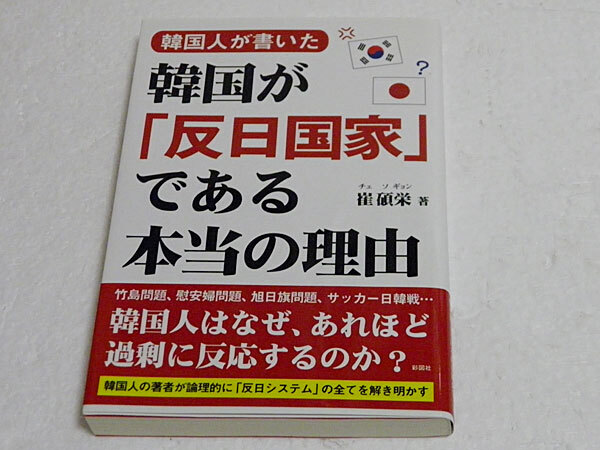 韓国人が書いた
?
韓国が
「反日国家」
である
チェ ソ ギョン
崔碩栄 著
本当の理由
竹島問題、慰安婦問題、旭日旗問題、サッカー日韓戦…
韓国人はなぜ、あれほど
過剰に反応するのか?
彩図社
韓国人の著者が論理的に「反日システム」の全てを解き明かす